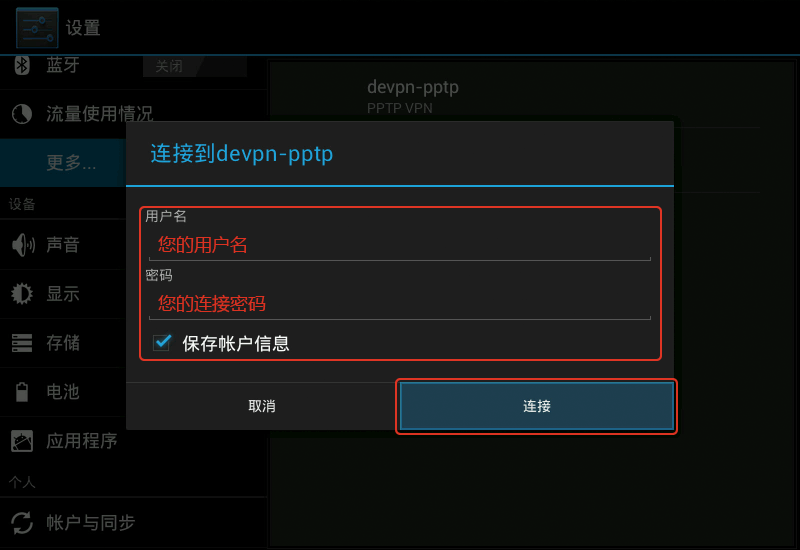 设置
蓝牙
关闭
流量使用情况
更多...
设备
声音
显示
存储
电池
应用程序
个人
帐户与同步
devpn-pptp
PPTP VPN
连接到devpn-pptp
用户名
您的用户名
密码
您的连接密码
保存帐户信息
取消
连接